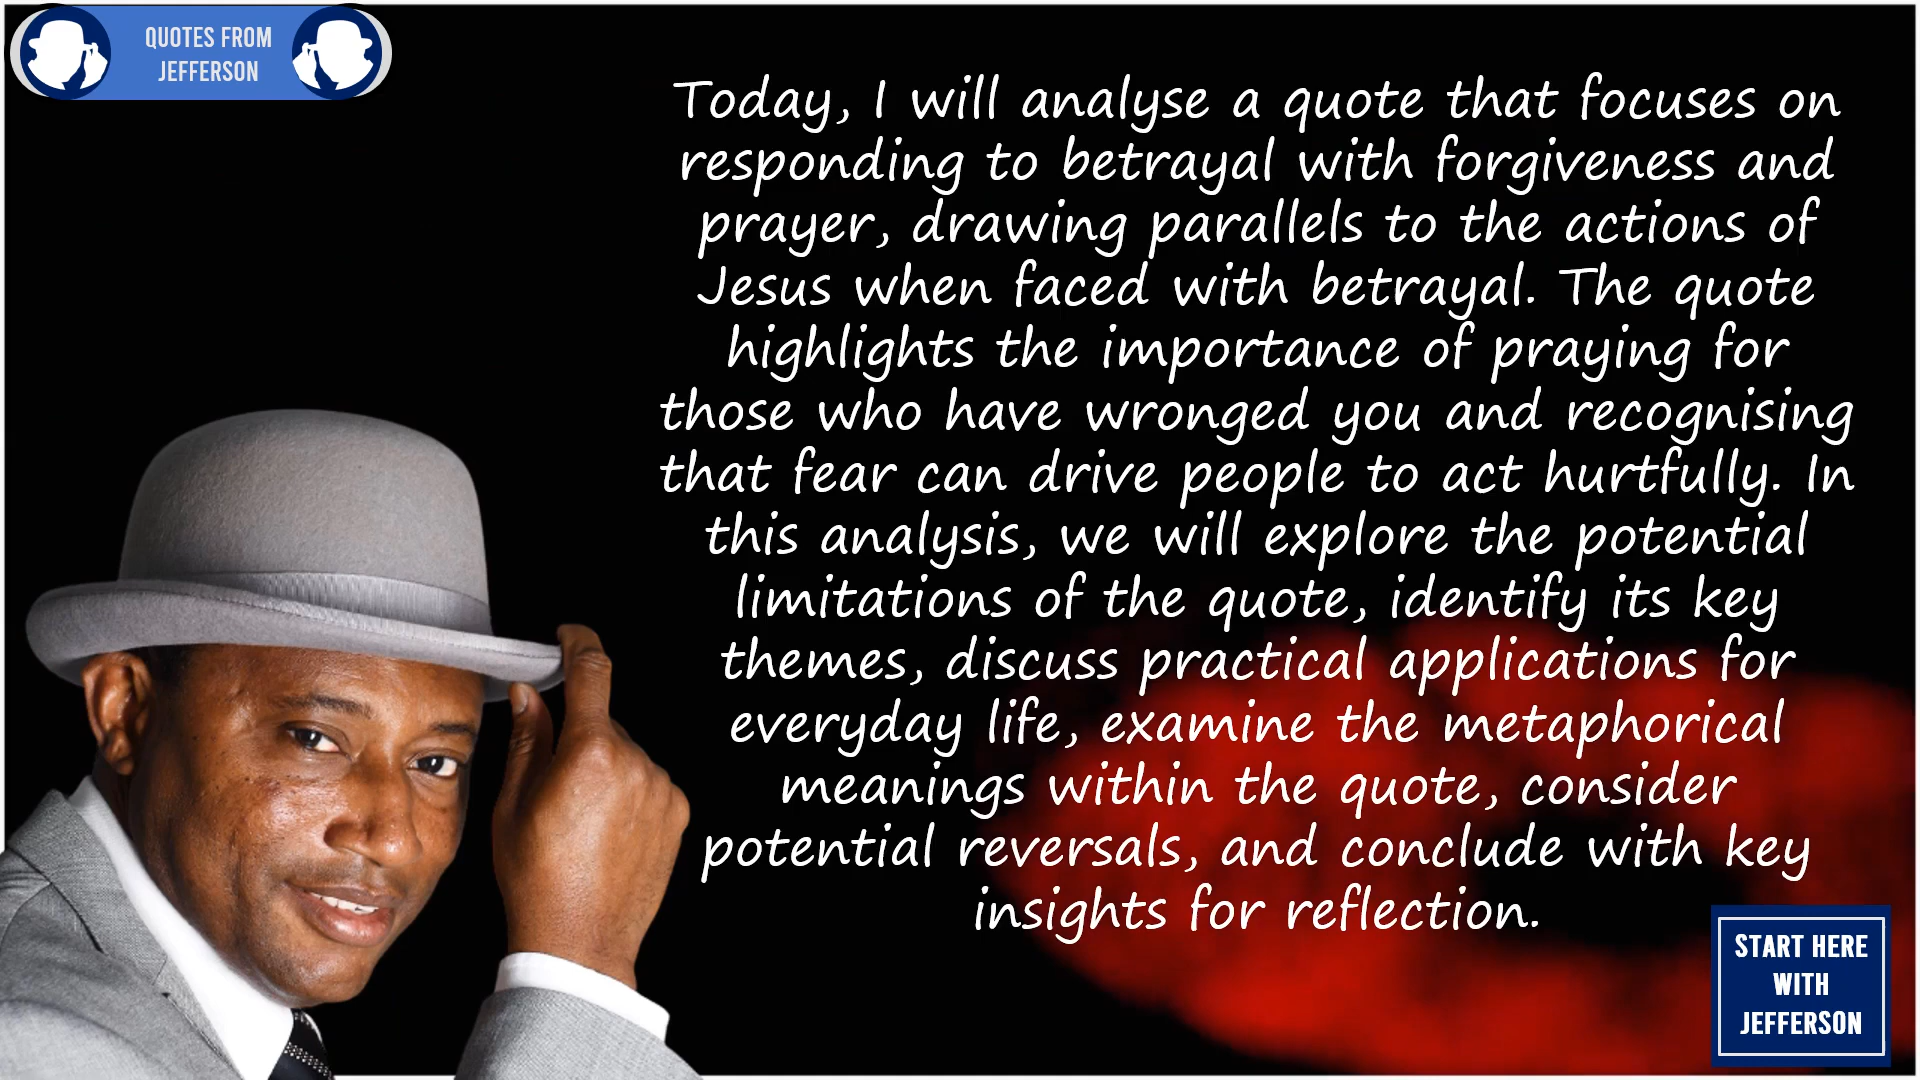 QUOTES FROM
JEFFERSON
Today, I will analyse a quote that focuses on
responding to betrayal with forgiveness and
prayer, drawing parallels to the actions of
Jesus when faced with betrayal. The quote
highlights the importance of praying for
those who have wronged you and recognising
that fear can drive people to act hurtfully. In
this analysis, we will explore the potential
limitations of the quote, identify its key
themes, discuss practical applications for
everyday life, examine the metaphorical
meanings within the quote, consider
potential reversals, and conclude with key
insights for reflection.
START HERE
WITH
JEFFERSON